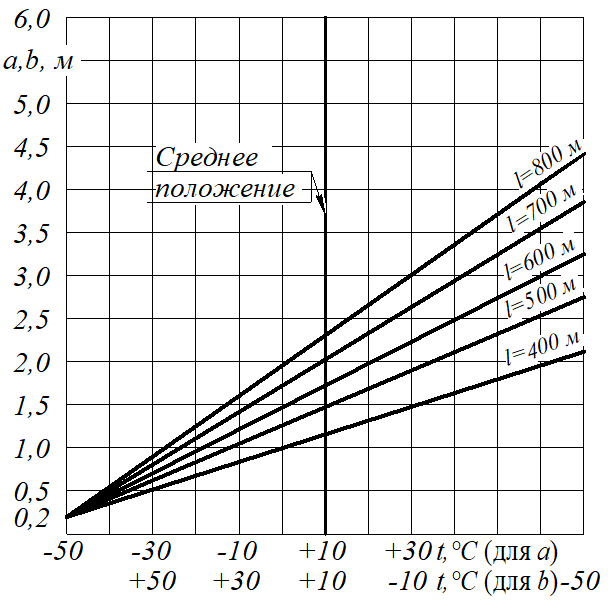 6,0
a,b, м
5,0
4,5
4,0
3,5
3,0
2,5
2,0
1,5
1,0
0,5
0,2
Среднее
положение
l=800 м
l=700 м
l=600 м
l=500 м
l=400 м
-50 -30 -10 +10 +30 t,°C (для a)
+50 +30 +10 -10 t,°C (для b) -50